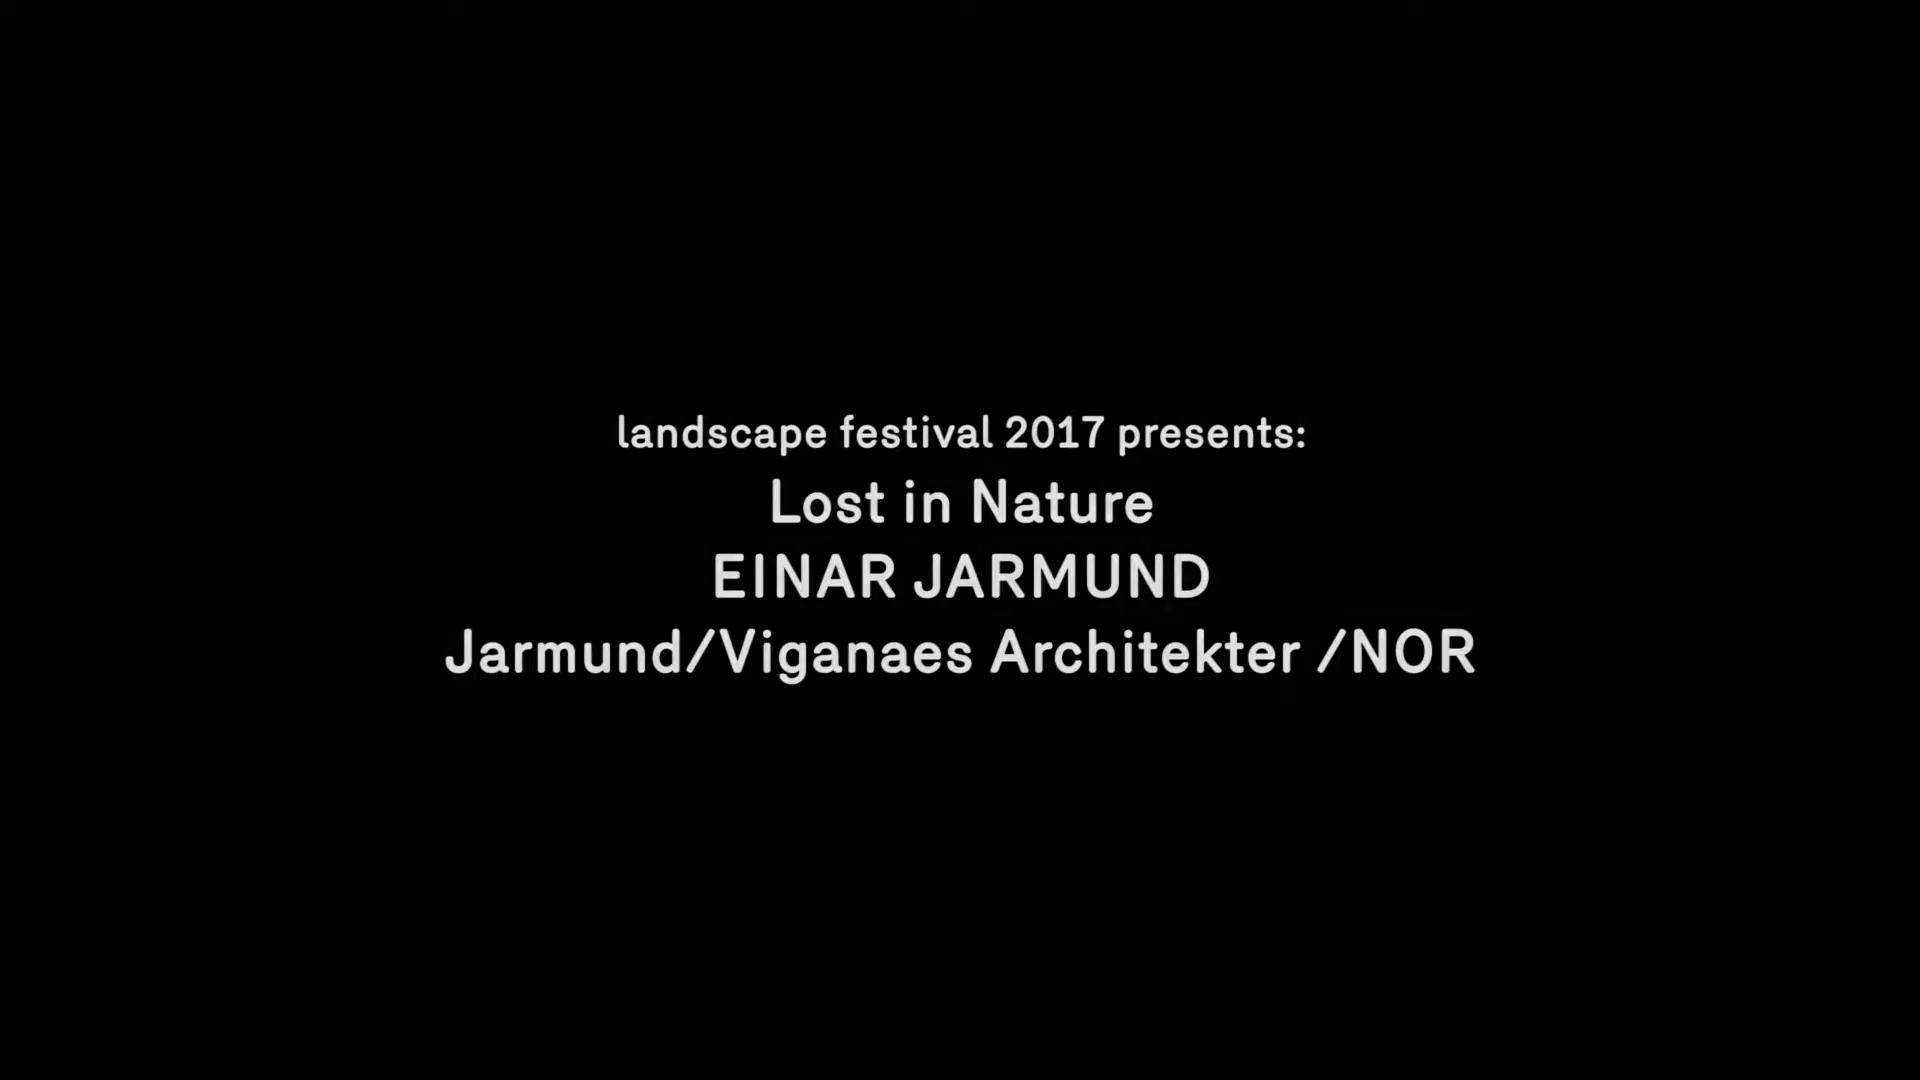 landscape festival 2017 presents:
Lost in Nature
EINAR JARMUND
Jarmund/Viganaes Architekter /NOR